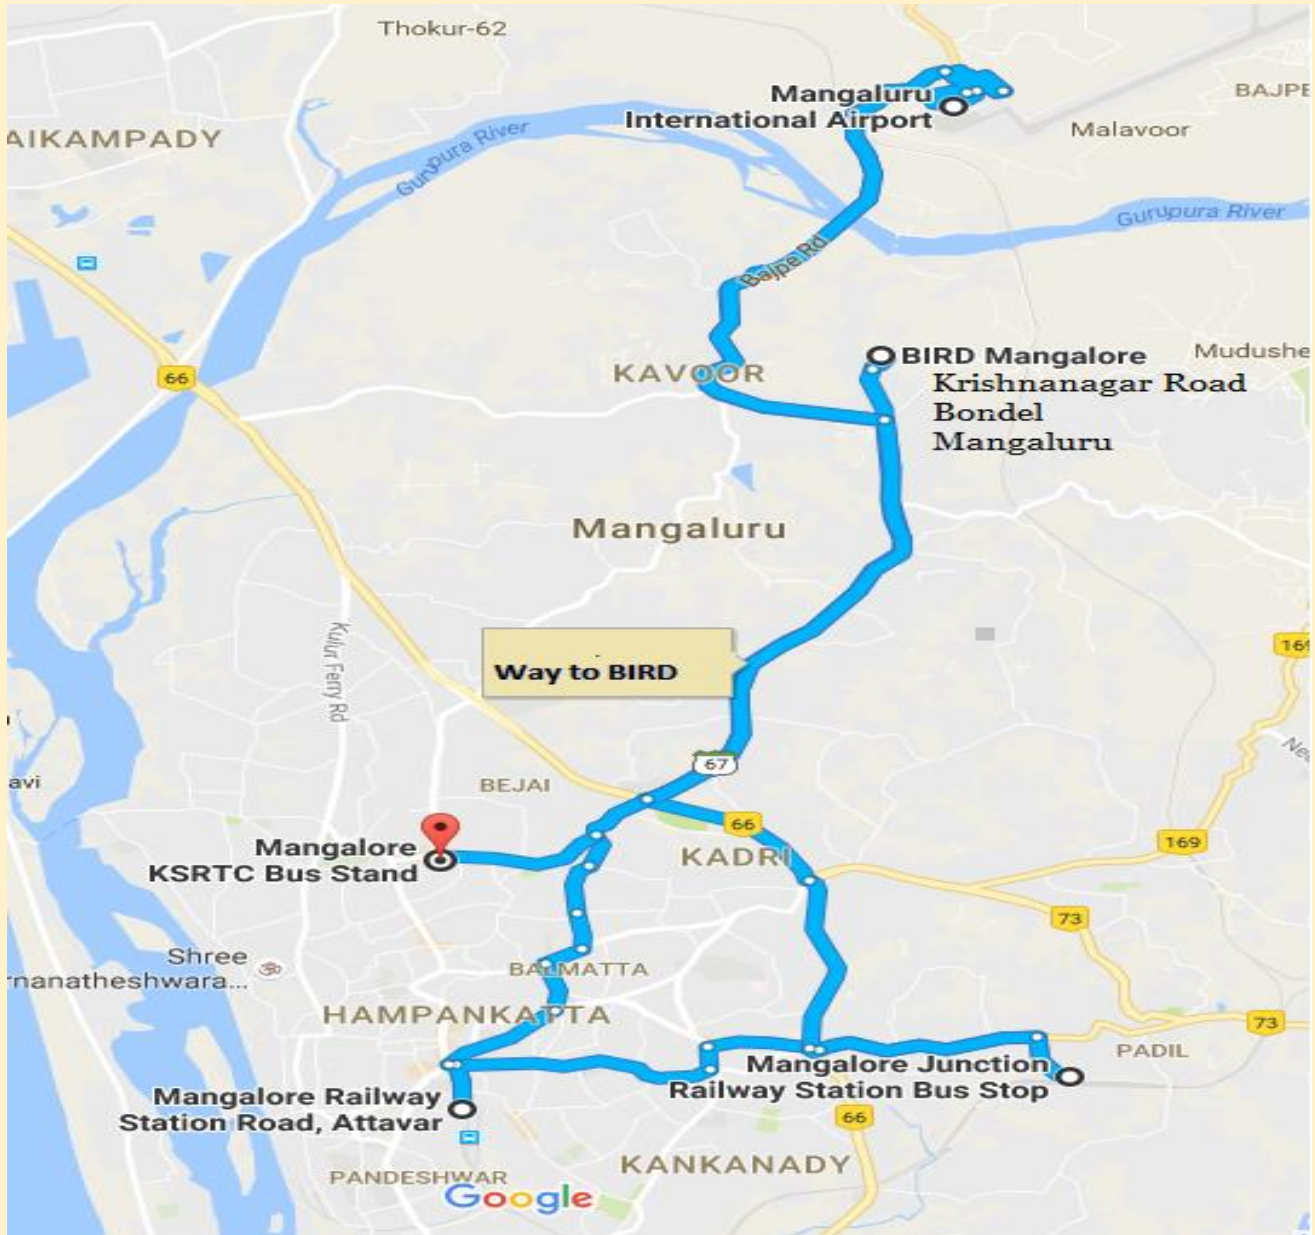 Thokur-62
Mangaluru
International Airport
BAJPE
AIKAMPADY
Malavoor
Gurupura River
Gurupura River
Bajpe Rd
66
KAVOOR
BIRD Mangalore
Krishnanagar Road
Bondel
Mangaluru
Mudushe
Mangaluru
Kulur Ferry Rd
Way to BIRD
169
67
avi
BEJAI
66
Mangalore
KSRTC Bus Stand
KADRI
169
73
Shree
rnanatheshwara...
BALMATTA
HAMPANKATTA
73
PADIL
Mangalore Junction
Railway Station Bus Stop
Mangalore Railway
Station Road, Attavar
66
KANKANADY
PANDESHWAR
Google